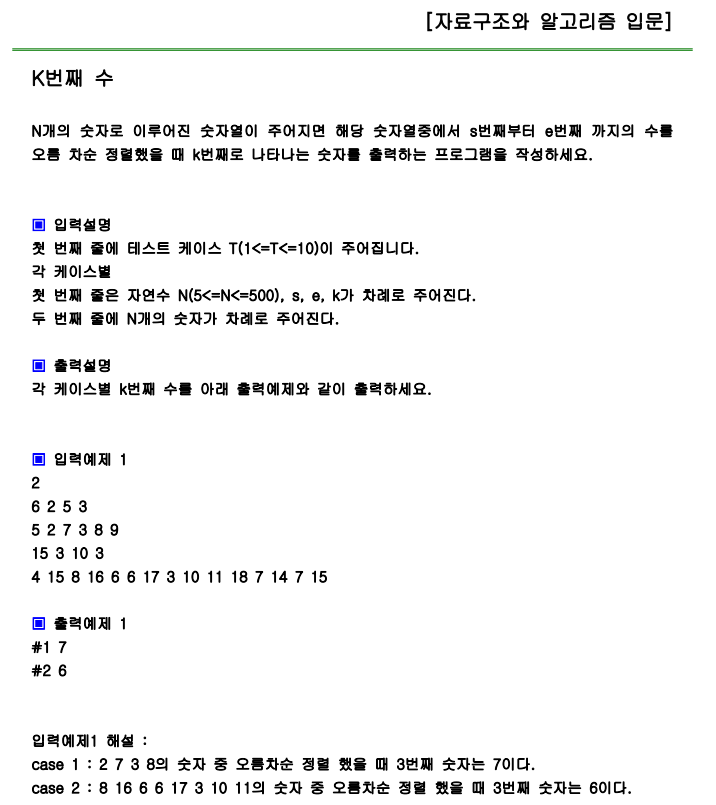 [자료구조와 알고리즘 입문]
K번째 수
N개의 숫자로 이루어진 숫자열이 주어지면 해당 숫자열중에서 s번째부터 e번째 까지의 수를
오름 차순 정렬했을 때 k번째로 나타나는 숫자를 출력하는 프로그램을 작성하세요.
▣ 입력설명
첫 번째 줄에 테스트 케이스 T(1<=T<=10)이 주어집니다.
각 케이스별
첫 번째 줄은 자연수 N(5<=N<=500), s, e, k가 차례로 주어진다.
두 번째 줄에 N개의 숫자가 차례로 주어진다.
▣ 출력설명
각 케이스별 k번째 수를 아래 출력예제와 같이 출력하세요.
▣ 입력예제 1
2
6 2 5 3
5 2 7 3 8 9
15 3 10 3
4 15 8 16 6 6 17 3 10 11 18 7 14 7 15
▣ 출력예제 1
#1 7
#2 6
입력예제1 해설 :
case 1 : 2 7 3 8의 숫자 중 오름차순 정렬 했을 때 3번째 숫자는 7이다.
case 2 : 8 16 6 6 17 3 10 11의 숫자 중 오름차순 정렬 했을 때 3번째 숫자는 6이다.